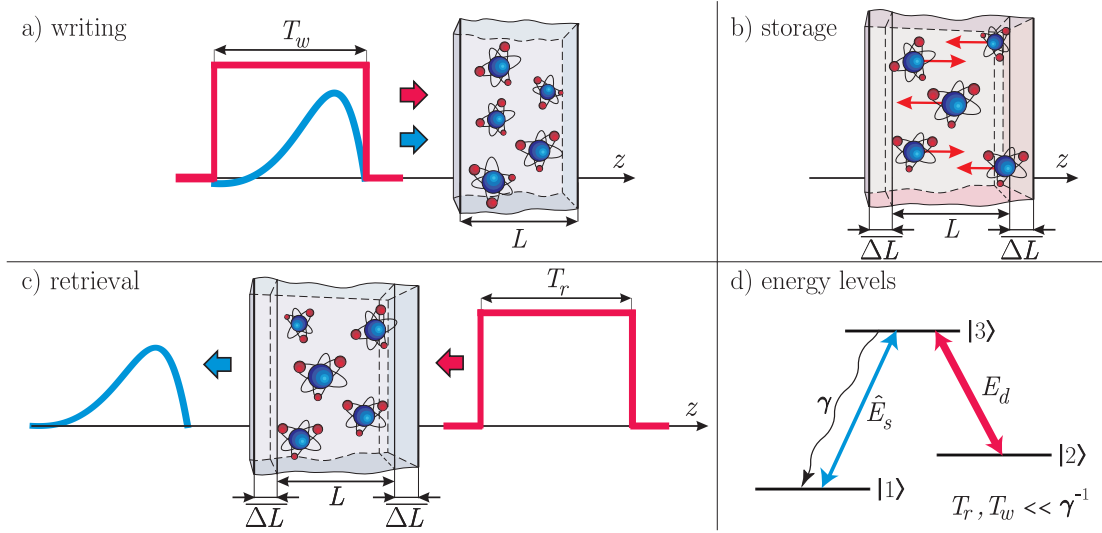 a) writing
T_w
z
L
b) storage
z
L
ΔL
ΔL
c) retrieval
T_r
z
L
ΔL
ΔL
d) energy levels
|3⟩
γ
Ê_s
E_d
|2⟩
|1⟩
T_r, T_w << γ⁻¹